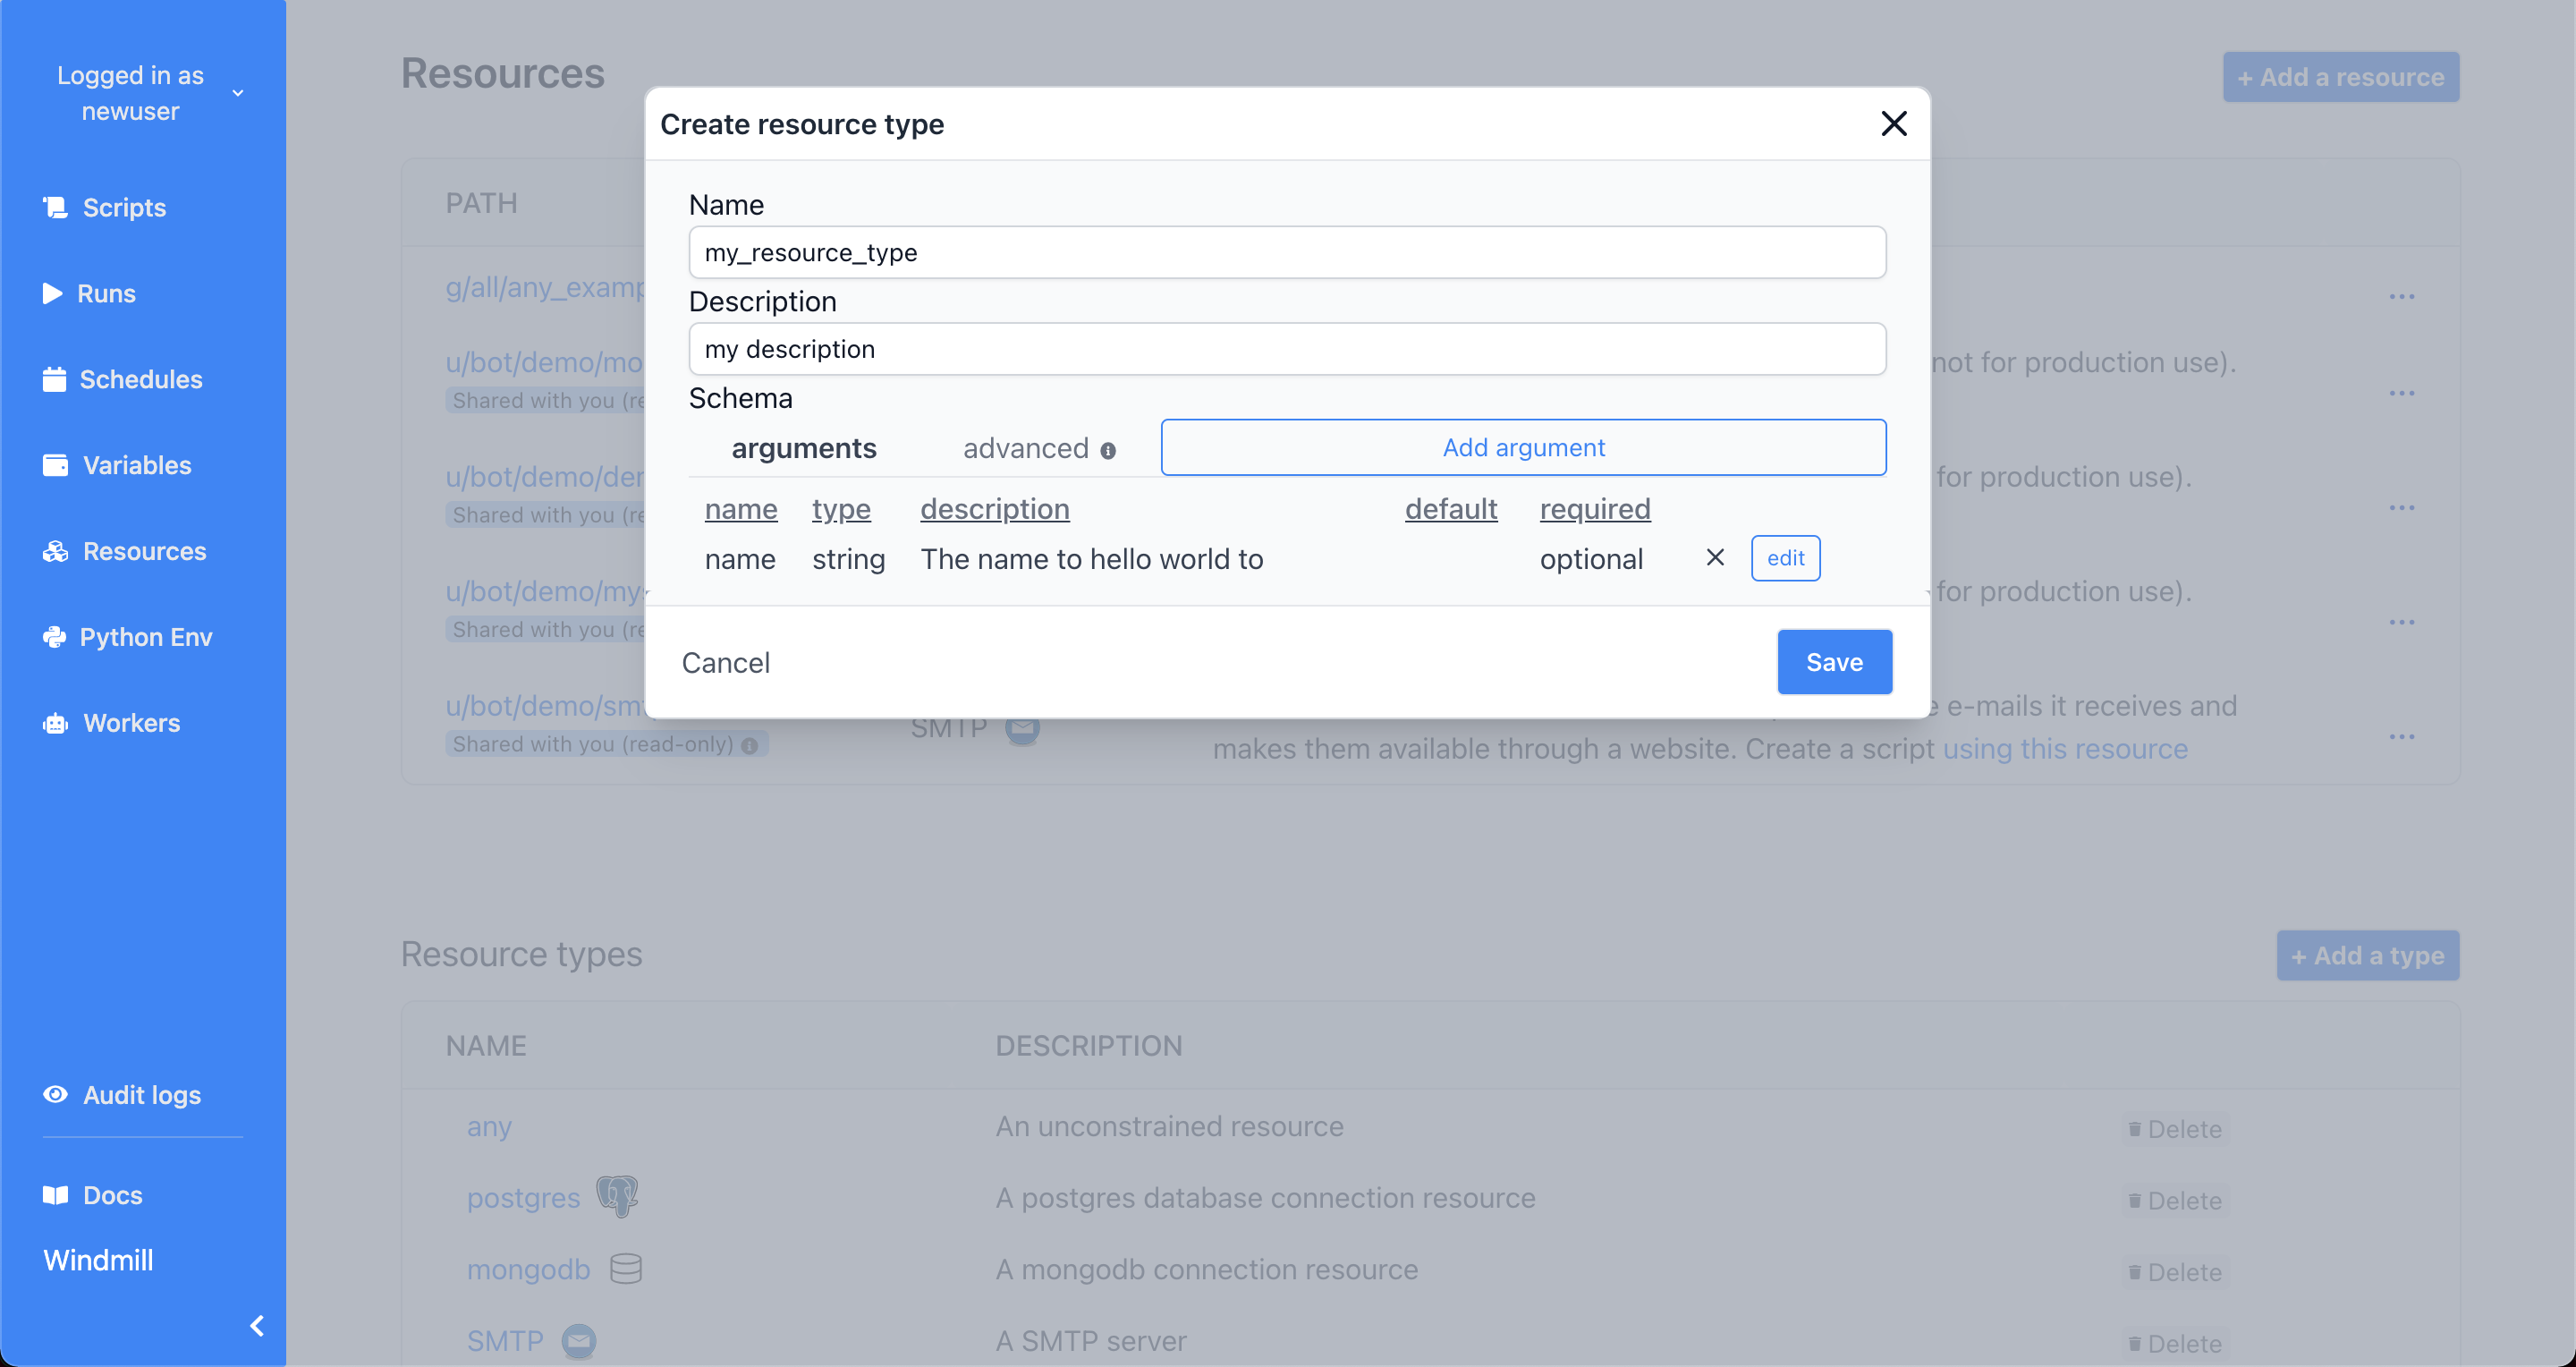 Logged in as
newuser
Scripts
Runs
Schedules
Variables
Resources
Python Env
Workers
Audit logs
Docs
Windmill
Resources
+ Add a resource
PATH
g/all/any_examp
u/bot/demo/mo
not for production use).
Shared with you
u/bot/demo/der
for production use).
Shared with you
u/bot/demo/mys
for production use).
Shared with you
u/bot/demo/smt
e-mails it receives and
Shared with you (read-only)
SMTP
makes them available through a website. Create a script using this resource
Create resource type
Name
my_resource_type
Description
my description
Schema
arguments advanced Add argument
name type description default required
name string The name to hello world to optional edit
Cancel
Save
Resource types
+ Add a type
NAME DESCRIPTION
any An unconstrained resource Delete
postgres A postgres database connection resource Delete
mongodb A mongodb connection resource Delete
SMTP A SMTP server Delete